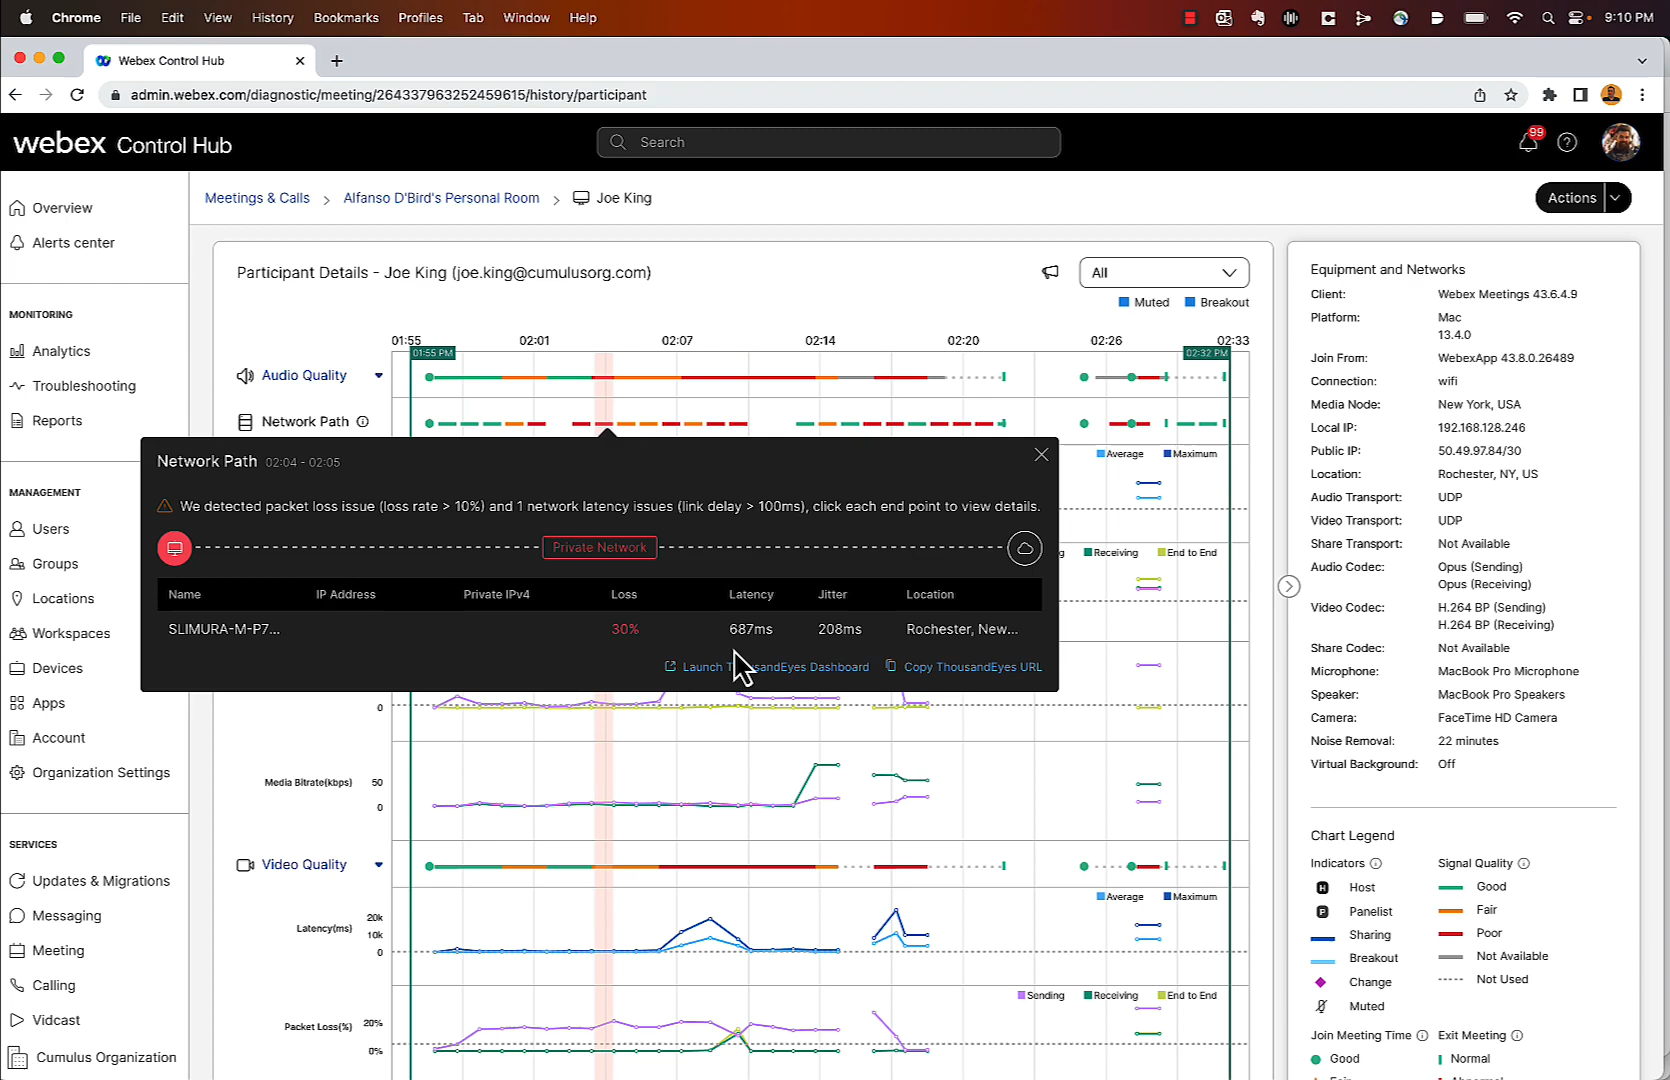 Chrome File Edit View History Bookmarks Profiles Tab Window Help 9:10 PM
Webex Control Hub
admin.webex.com/diagnostic/meeting/264337963252459615/history/participant
webex Control Hub
Search
99
Overview
Alerts center
MONITORING
Analytics
Troubleshooting
Reports
MANAGEMENT
Users
Groups
Locations
Workspaces
Devices
Apps
Account
Organization Settings
SERVICES
Updates & Migrations
Messaging
Meeting
Calling
Vidcast
Cumulus Organization
Meetings & Calls > Alfanso D'Bird's Personal Room > Joe King
Actions
Participant Details - Joe King (joe.king@cumulusorg.com)
All
Muted Breakout
01:55 02:01 02:07 02:14 02:20 02:26 02:33
01:55 PM 02:32 PM
Audio Quality
Network Path
Average Maximum
Network Path 02:04 - 02:05
We detected packet loss issue (loss rate > 10%) and 1 network latency issues (link delay > 100ms), click each end point to view details.
Private Network
Name IP Address Private IPv4 Loss Latency Jitter Location
SLIMURA-M-P7... 30% 687ms 208ms Rochester, New...
Launch sandEyes Dashboard Copy ThousandEyes URL
g Receiving End to End
0
Media Bitrate(kbps) 50
0
Video Quality
Average Maximum
Latency(ms) 20k
10k
0
Sending Receiving End to End
Packet Loss(%) 20%
0%
Equipment and Networks
Client: Webex Meetings 43.6.4.9
Platform: Mac
13.4.0
Join From: WebexApp 43.8.0.26489
Connection: wifi
Media Node: New York, USA
Local IP: 192.168.128.246
Public IP: 50.49.97.84/30
Location: Rochester, NY, US
Audio Transport: UDP
Video Transport: UDP
Share Transport: Not Available
Audio Codec: Opus (Sending)
Opus (Receiving)
Video Codec: H.264 BP (Sending)
H.264 BP (Receiving)
Share Codec: Not Available
Microphone: MacBook Pro Microphone
Speaker: MacBook Pro Speakers
Camera: FaceTime HD Camera
Noise Removal: 22 minutes
Virtual Background: Off
Chart Legend
Indicators Signal Quality
H Host Good
P Panelist Fair
Sharing Poor
Breakout Not Available
Change Not Used
Muted
Join Meeting Time Exit Meeting
Good Normal